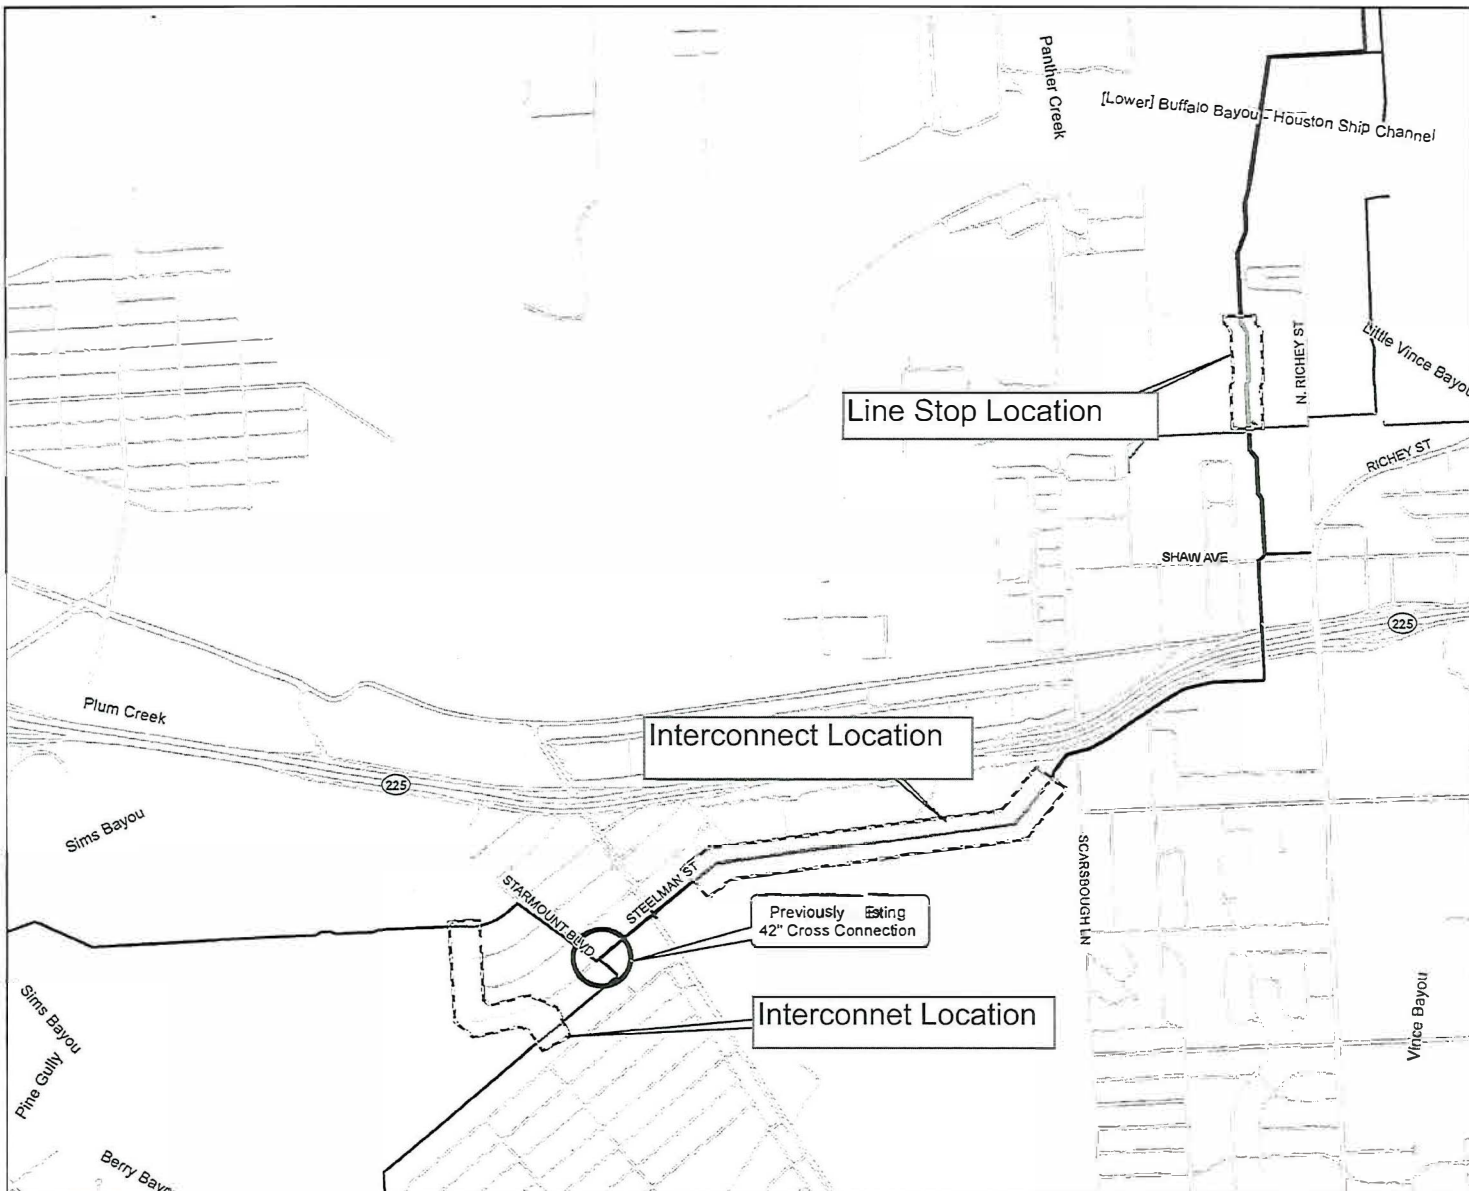 Panther Creek
[Lower] Buffalo Bayou - Houston Ship Channel
N. RICHEY ST
Little Vince Bayou
Line Stop Location
RICHEY ST
SHAW AVE
225
Plum Creek
Interconnect Location
225
Sims Bayou
SCARSBOUGH LN
STARMOUNT BLVD
STEELMAN ST
Previously Esting
42" Cross Connection
Sims Bayou
Pine Gully
Interconnet Location
Vince Bayou
Berry Bayo